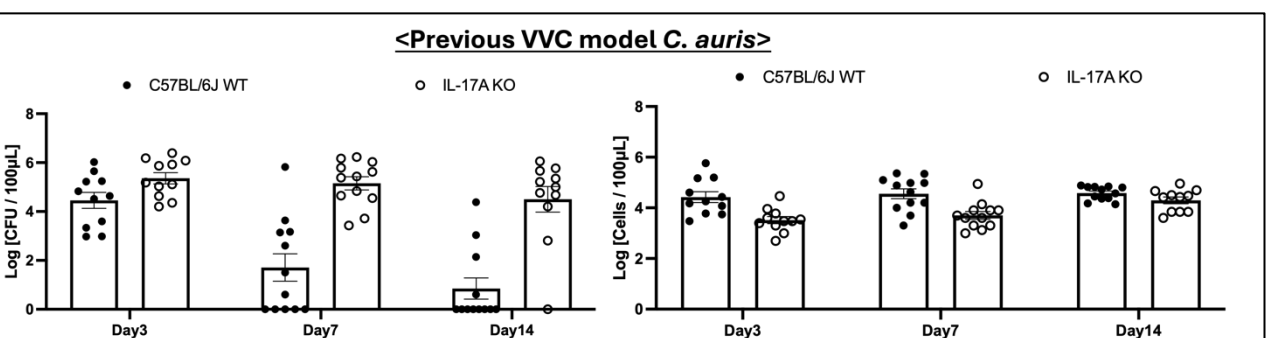 <Previous VVC model C. auris>
C57BL/6J WT
IL-17A KO
Log [CFU / 100µL]
8
6
4
2
0
Day3
Day7
Day14
C57BL/6J WT
IL-17A KO
Log [Cells / 100µL]
8
6
4
2
0
Day3
Day7
Day14